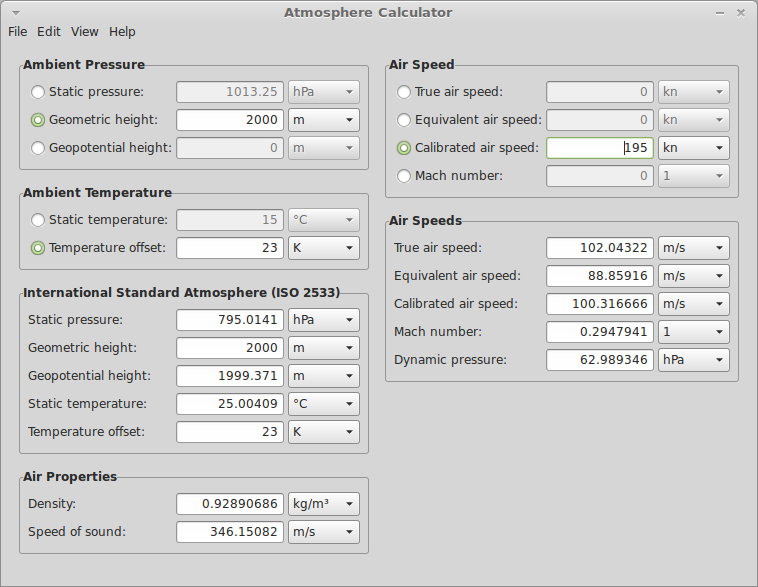 Atmosphere Calculator
File Edit View Help
Ambient Pressure
Static pressure: 1013.25 hPa
Geometric height: 2000 m
Geopotential height: 0 m
Ambient Temperature
Static temperature: 15 °C
Temperature offset: 23 K
International Standard Atmosphere (ISO 2533)
Static pressure: 795.0141 hPa
Geometric height: 2000 m
Geopotential height: 1999.371 m
Static temperature: 25.00409 °C
Temperature offset: 23 K
Air Properties
Density: 0.92890686 kg/m³
Speed of sound: 346.15082 m/s
Air Speed
True air speed: 0 kn
Equivalent air speed: 0 kn
Calibrated air speed: 195 kn
Mach number: 0 1
Air Speeds
True air speed: 102.04322 m/s
Equivalent air speed: 88.85916 m/s
Calibrated air speed: 100.316666 m/s
Mach number: 0.2947941 1
Dynamic pressure: 62.989346 hPa